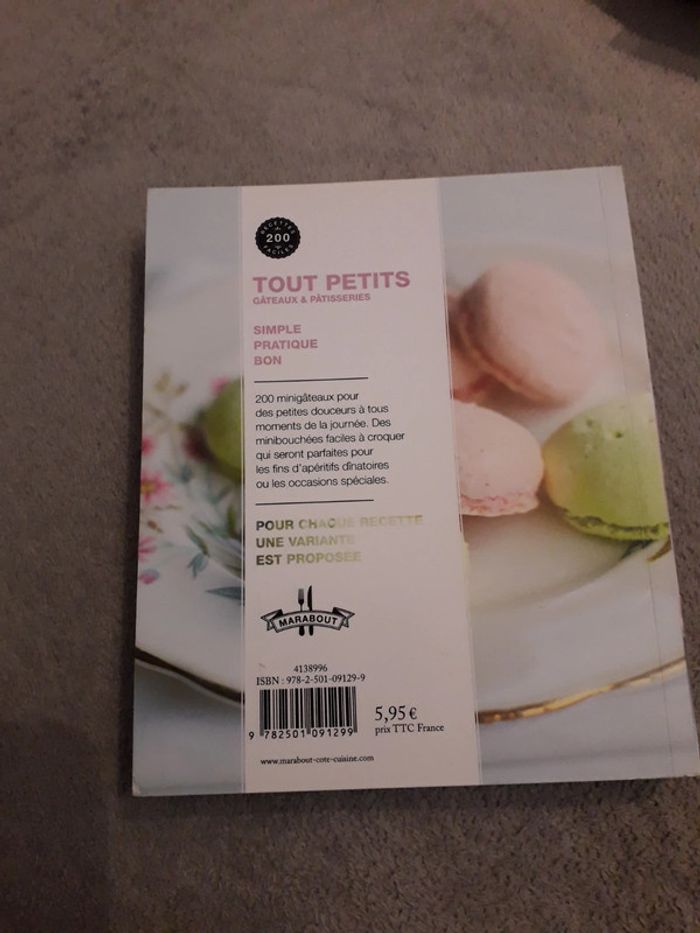 RECETTES
200
FACILES
TOUT PETITS
GÂTEAUX & PÂTISSERIES
SIMPLE
PRATIQUE
BON
200 minigâteaux pour
des petites douceurs à tous
moments de la journée. Des
minibouchées faciles à croquer
qui seront parfaites pour
les fins d'apéritifs dînatoires
ou les occasions spéciales.
POUR CHAQUE RECETTE
UNE VARIANTE
EST PROPOSÉE
MARABOUT
4138996
ISBN : 978-2-501-09129-9
9 782501 091299
5,95 €
prix TTC France
www.marabout-cote-cuisine.com